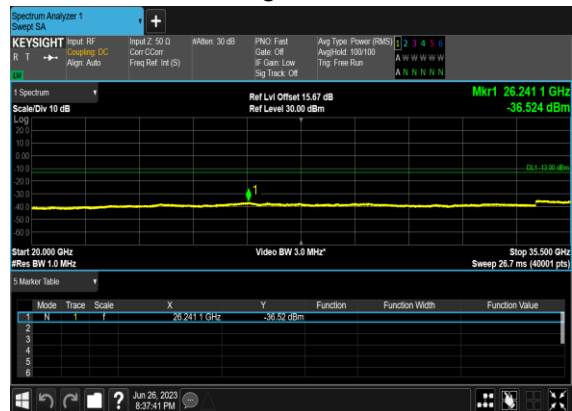 Spectrum Analyzer 1
Swept SA
+
KEYSIGHT Input: RF Input Z: 50 Ω #Atten: 30 dB PNO: Fast Avg Type: Power (RMS) 1 2 3 4 5 6
R T Coupling: DC Corr CCorr Gate: Off Avg|Hold: 100/100 A W W W W W
Align: Auto Freq Ref: Int (S) IF Gain: Low Trig: Free Run
Sig Track: Off A N N N N N
1 Spectrum Ref Lvl Offset 15.67 dB Mkr1 26.241 1 GHz
Scale/Div 10 dB Ref Level 30.00 dBm -36.524 dBm
Log
20.0
10.0
0.00
-10.0 DL1 -13.00 dBm
-20.0
-30.0 1
-40.0
-50.0
-60.0
Start 20.000 GHz Video BW 3.0 MHz* Stop 35.500 GHz
#Res BW 1.0 MHz Sweep 26.7 ms (40001 pts)
5 Marker Table
Mode Trace Scale X Y Function Function Width Function Value
1 N 1 f 26.241 1 GHz -36.52 dBm
2
3
4
5
6
? Jun 26, 2023
8:37:41 PM